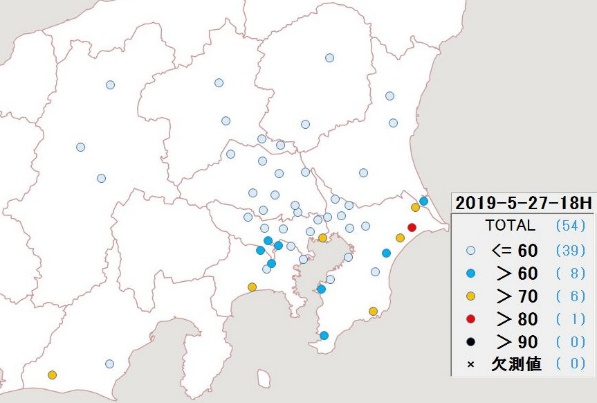 2019-5-27-18H
TOTAL (54)
<= 60 (39)
> 60 ( 8)
> 70 ( 6)
> 80 ( 1)
> 90 ( 0)
× 欠測値 ( 0)